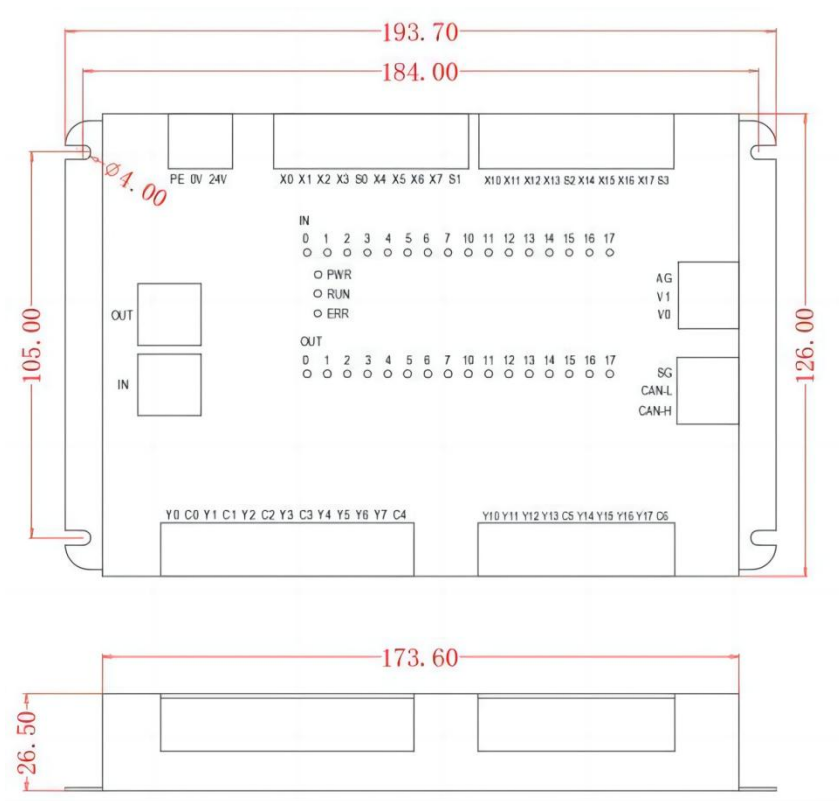 193.70
184.00
ø4.00
PE 0V 24V
X0 X1 X2 X3 S0 X4 X5 X6 X7 S1
X10 X11 X12 X13 S2 X14 X15 X16 X17 S3
IN
0 1 2 3 4 5 6 7 10 11 12 13 14 15 16 17
PWR
RUN
ERR
OUT
0 1 2 3 4 5 6 7 10 11 12 13 14 15 16 17
OUT
IN
AG
V1
V0
SG
CAN-L
CAN-H
105.00
126.00
Y0 C0 Y1 C1 Y2 C2 Y3 C3 Y4 Y5 Y6 Y7 C4
Y10 Y11 Y12 Y13 C5 Y14 Y15 Y16 Y17 C6
173.60
26.50